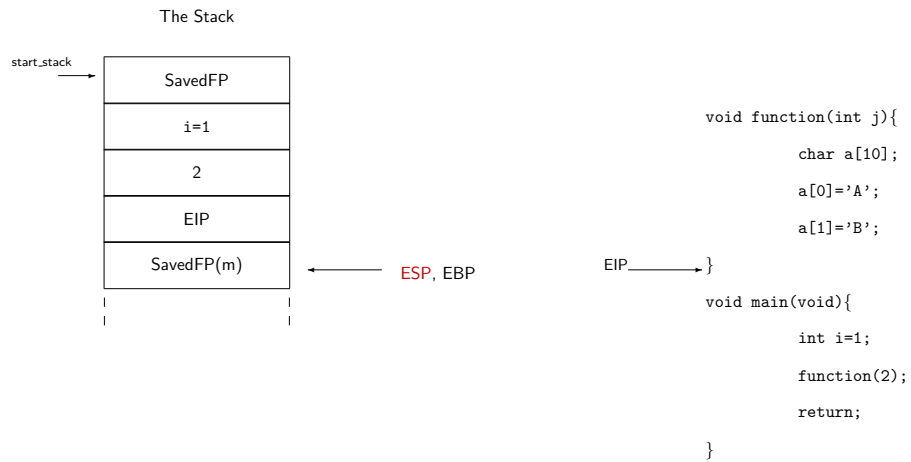 The Stack
start_stack
SavedFP
i=1
2
EIP
SavedFP(m)
ESP, EBP
EIP
void function(int j){
char a[10];
a[0]='A';
a[1]='B';
}
void main(void){
int i=1;
function(2);
return;
}